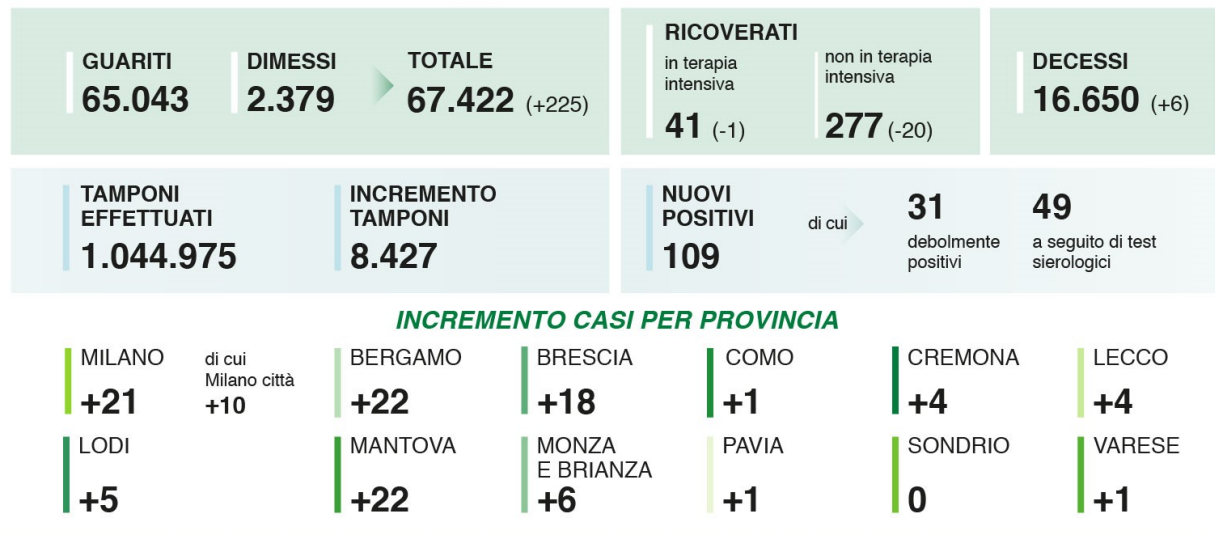 GUARITI
65.043
DIMESSI
2.379
TOTALE
67.422 (+225)
RICOVERATI
in terapia
intensiva
41 (-1)
non in terapia
intensiva
277 (-20)
DECESSI
16.650 (+6)
TAMPONI
EFFETTUATI
1.044.975
INCREMENTO
TAMPONI
8.427
NUOVI
POSITIVI
109
di cui
31
debolmente
positivi
49
a seguito di test
sierologici
INCREMENTO CASI PER PROVINCIA
MILANO
+21
di cui
Milano città
+10
BERGAMO
+22
BRESCIA
+18
COMO
+1
CREMONA
+4
LECCO
+4
LODI
+5
MANTOVA
+22
MONZA
E BRIANZA
+6
PAVIA
+1
SONDRIO
0
VARESE
+1